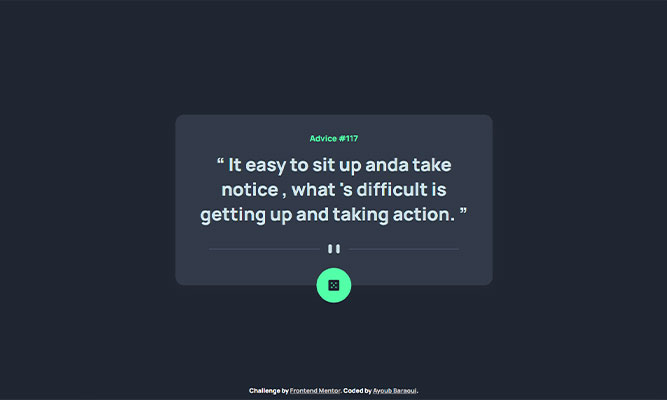 Advice #117
“ It easy to sit up anda take
notice , what 's difficult is
getting up and taking action. ”
Challenge by Frontend Mentor. Coded by Ayoub Baraoui.